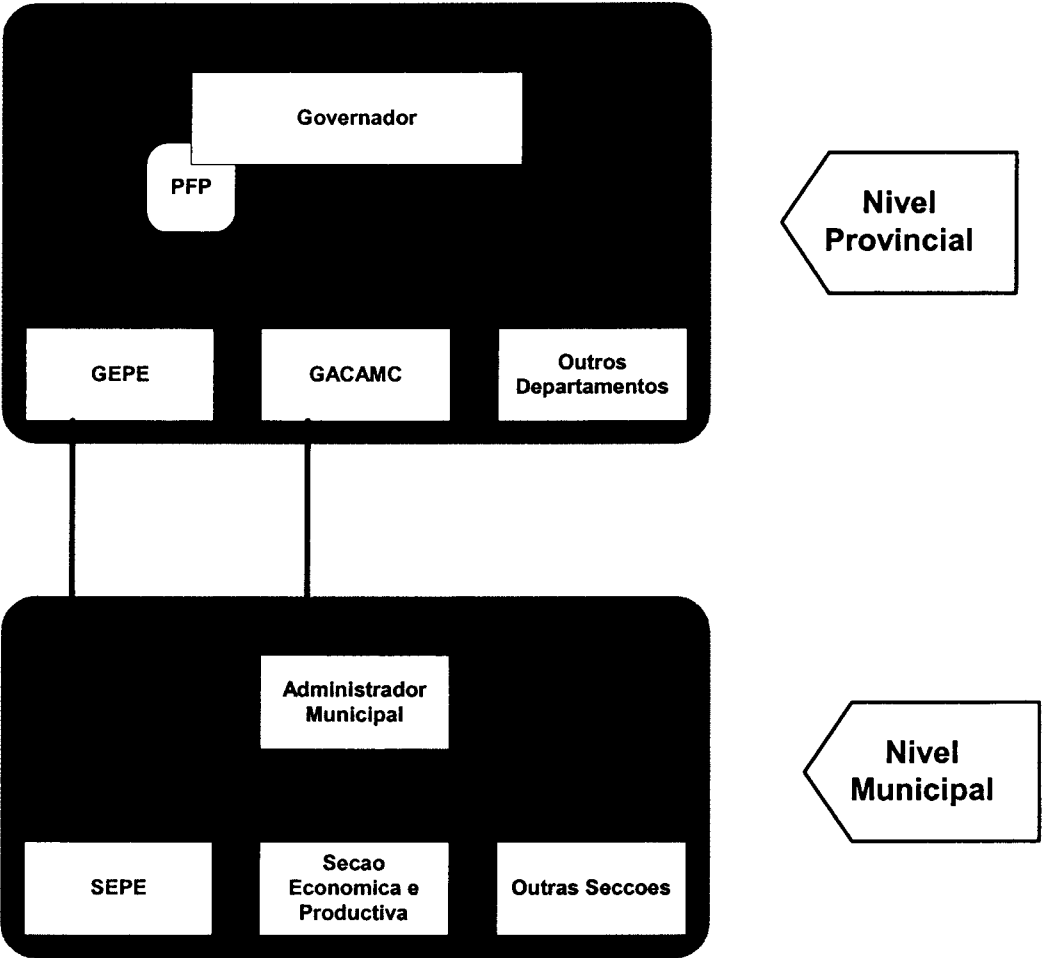 Governador
PFP
Nivel
Provincial
GEPE
GACAMC
Outros
Departamentos
Administrador
Municipal
Nivel
Municipal
SEPE
Secao
Economica e
Productiva
Outras Seccoes